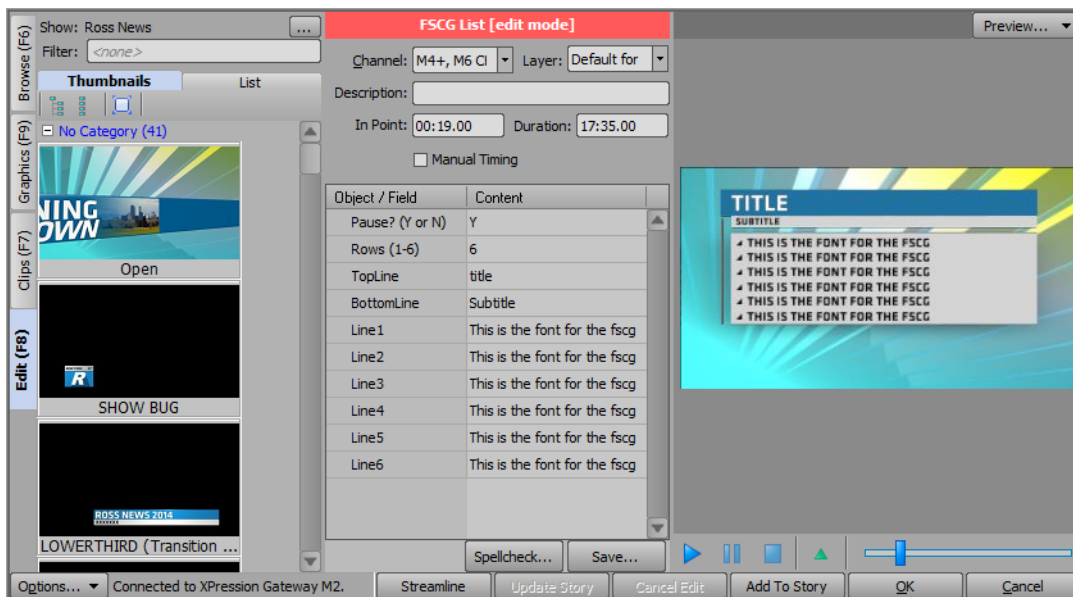 Show: Ross News
...
Filter: <none>
Thumbnails
List
No Category (41)
NING
OWN
Open
R
SHOW BUG
ROSS NEWS 2014
LOWERTHIRD (Transition ...
Browse (F6)
Graphics (F9)
Clips (F7)
Edit (F8)
FSCG List [edit mode]
Channel: M4+, M6 Cl Layer: Default for
Description:
In Point: 00:19.00 Duration: 17:35.00
Manual Timing
Object / Field Content
Pause? (Y or N) Y
Rows (1-6) 6
TopLine title
BottomLine Subtitle
Line1 This is the font for the fscg
Line2 This is the font for the fscg
Line3 This is the font for the fscg
Line4 This is the font for the fscg
Line5 This is the font for the fscg
Line6 This is the font for the fscg
Spellcheck... Save...
Preview...
TITLE
SUBTITLE
THIS IS THE FONT FOR THE FSCG
THIS IS THE FONT FOR THE FSCG
THIS IS THE FONT FOR THE FSCG
THIS IS THE FONT FOR THE FSCG
THIS IS THE FONT FOR THE FSCG
THIS IS THE FONT FOR THE FSCG
Options... Connected to XPression Gateway M2. Streamline Update Story Cancel Edit Add To Story OK Cancel